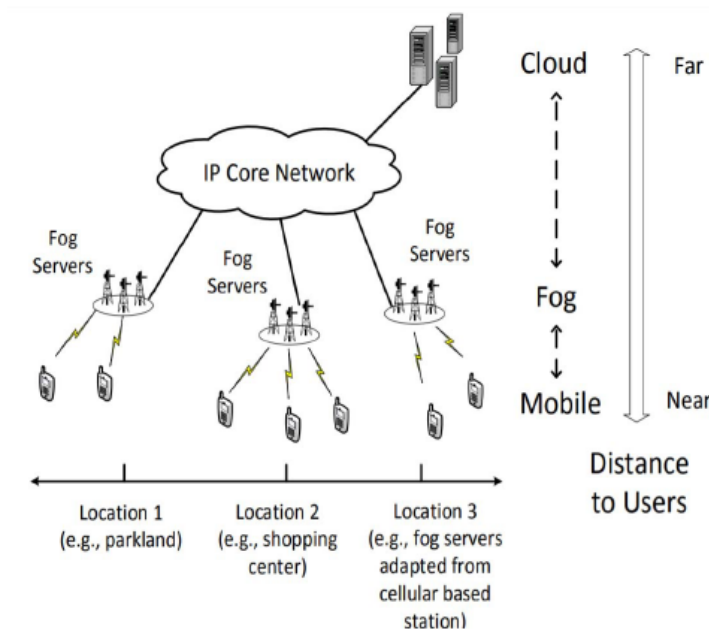 Cloud
Far
IP Core Network
Fog
Servers
Fog
Servers
Fog
Servers
Fog
Mobile
Near
Distance
to Users
Location 1
(e.g., parkland)
Location 2
(e.g., shopping
center)
Location 3
(e.g., fog servers
adapted from
cellular based
station)